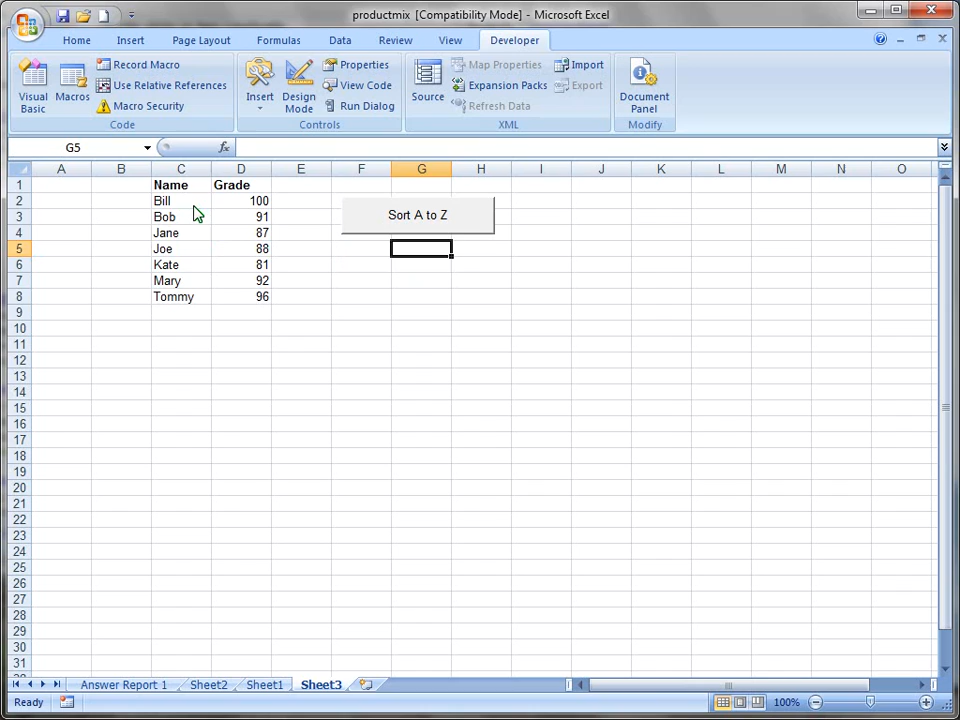 productmix [Compatibility Mode] - Microsoft Excel
Home Insert Page Layout Formulas Data Review View Developer
Visual Basic
Macros
Record Macro
Use Relative References
Macro Security
Code
Insert
Design Mode
Properties
View Code
Run Dialog
Controls
Source
Map Properties
Expansion Packs
Refresh Data
Import
Export
XML
Document Panel
Modify
G5 fx
A B C D E F G H I J K L M N O
1 Name Grade
2 Bill 100
3 Bob 91
Sort A to Z
4 Jane 87
5 Joe 88
6 Kate 81
7 Mary 92
8 Tommy 96
9
10
11
12
13
14
15
16
17
18
19
20
21
22
23
24
25
26
27
28
29
30
31
Answer Report 1 Sheet2 Sheet1 Sheet3
Ready 100%